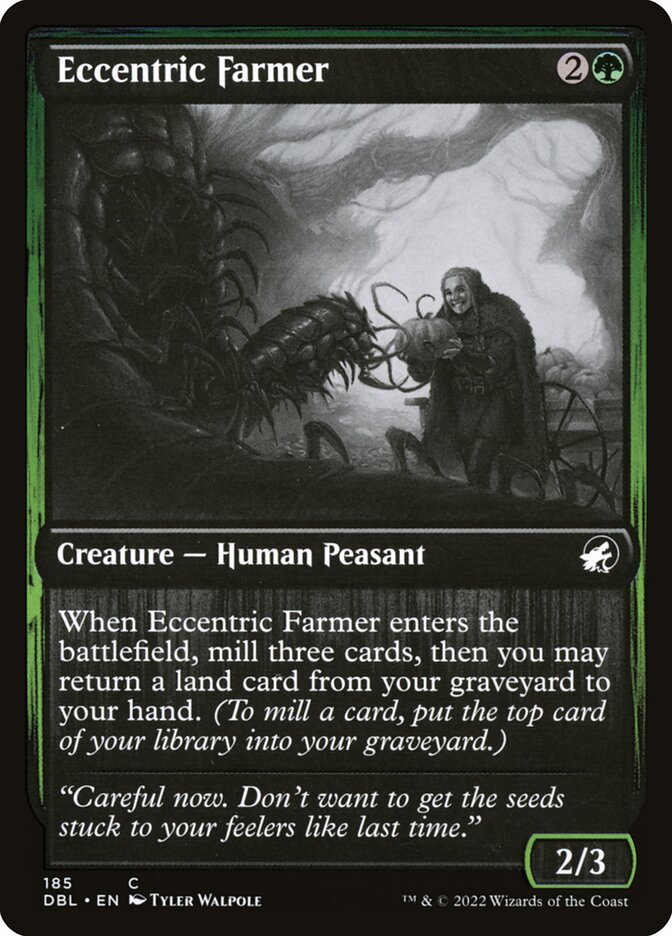 Eccentric Farmer 2
Creature — Human Peasant
When Eccentric Farmer enters the
battlefield, mill three cards, then you may
return a land card from your graveyard to
your hand. (To mill a card, put the top card
of your library into your graveyard.)
“Careful now. Don’t want to get the seeds
stuck to your feelers like last time.”
2/3
185 C
DBL • EN Tyler Walpole ™ & © 2022 Wizards of the Coast